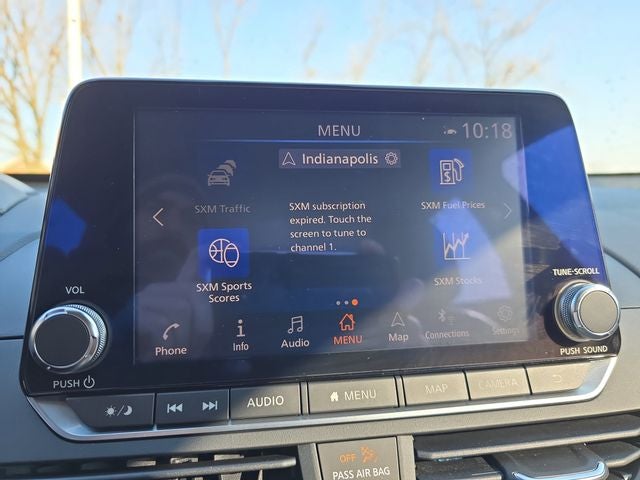 MENU
10:18
Indianapolis
SXM Traffic
SXM subscription
expired. Touch the
screen to tune to
channel 1.
SXM Fuel Prices
SXM Sports
Scores
SXM Stocks
VOL
TUNE·SCROLL
Phone
Info
Audio
MENU
Map
Connections
Settings
PUSH
PUSH SOUND
AUDIO
MENU
MAP
CAMERA
OFF
PASS AIR BAG